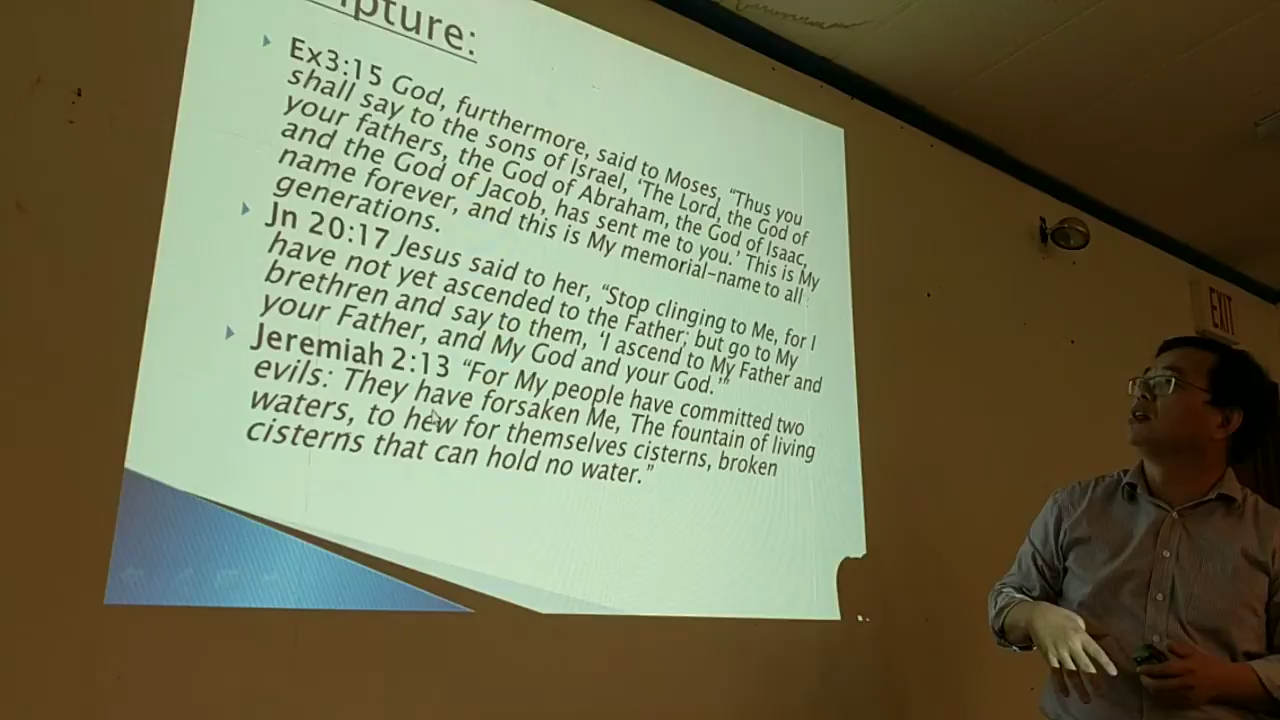 ipture:
Ex3:15 God, furthermore, said to Moses, “Thus you
shall say to the sons of Israel, ‘The Lord, the God of
your fathers, the God of Abraham, the God of Isaac,
and the God of Jacob, has sent me to you.’ This is My
name forever, and this is My memorial-name to all
generations.
Jn 20:17 Jesus said to her, “Stop clinging to Me, for I
have not yet ascended to the Father; but go to My
brethren and say to them, ‘I ascend to My Father and
your Father, and My God and your God.’”
Jeremiah 2:13 “For My people have committed two
evils: They have forsaken Me, The fountain of living
waters, to hew for themselves cisterns, broken
cisterns that can hold no water.”
EXIT